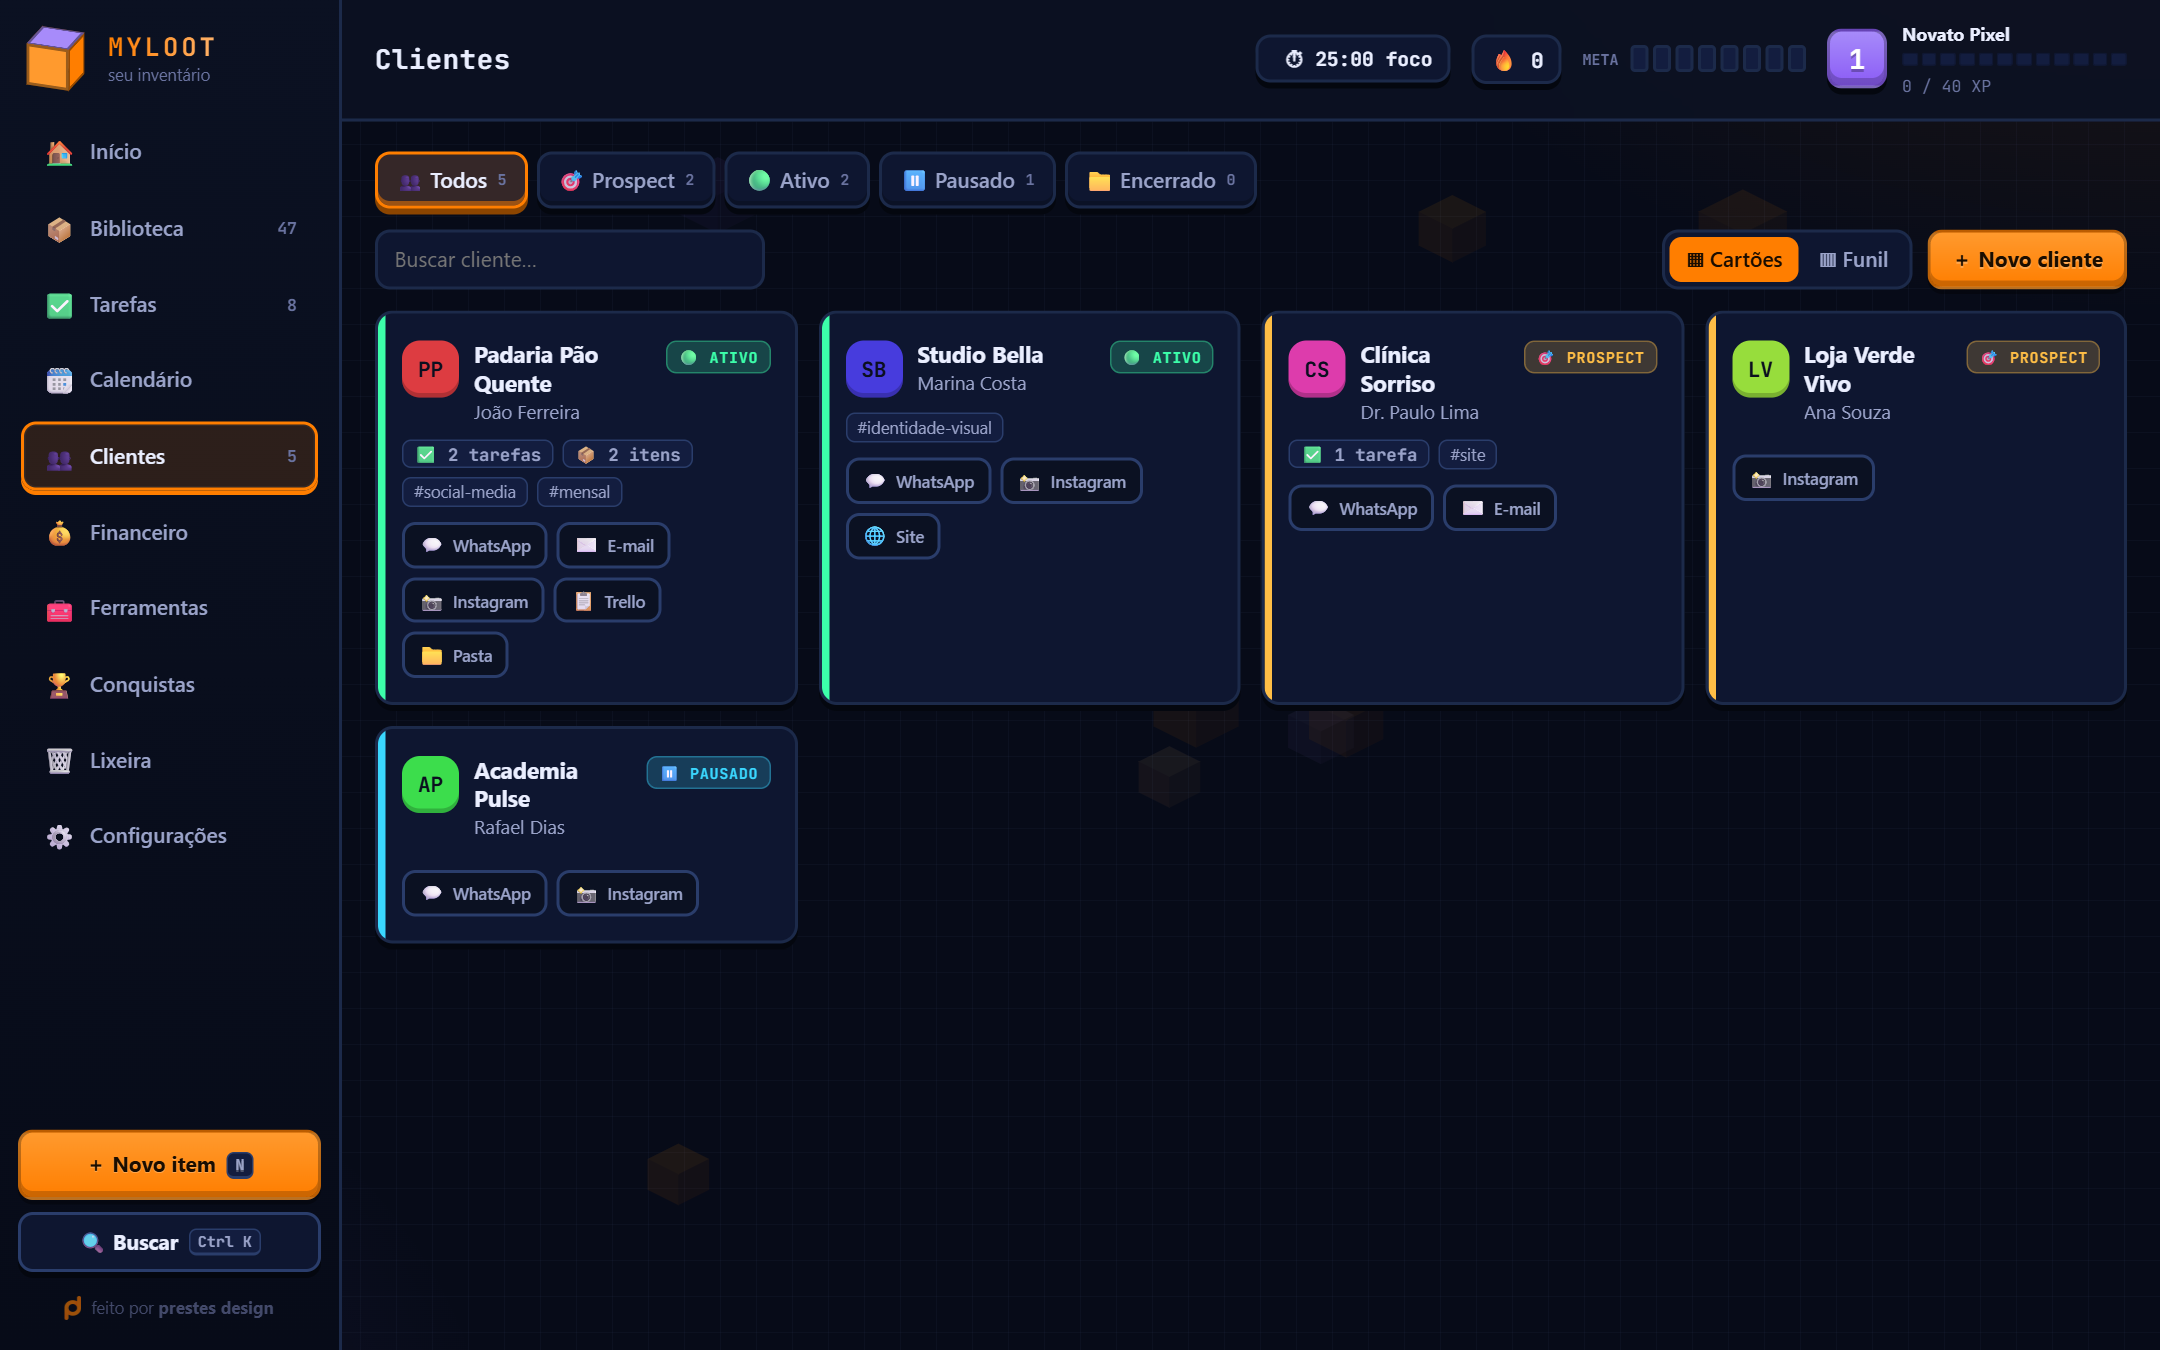 MYLOOT
seu inventário
Início
Biblioteca 47
Tarefas 8
Calendário
Clientes 5
Financeiro
Ferramentas
Conquistas
Lixeira
Configurações
+ Novo item N
Buscar Ctrl K
feito por prestes design
Clientes
25:00 foco
0
META
1
Novato Pixel
0 / 40 XP
Todos 5
Prospect 2
Ativo 2
Pausado 1
Encerrado 0
Buscar cliente...
Cartões
Funil
+ Novo cliente
PP
Padaria Pão
Quente
João Ferreira
ATIVO
2 tarefas
2 itens
#social-media
#mensal
WhatsApp
E-mail
Instagram
Trello
Pasta
SB
Studio Bella
Marina Costa
ATIVO
#identidade-visual
WhatsApp
Instagram
Site
CS
Clínica
Sorriso
Dr. Paulo Lima
PROSPECT
1 tarefa
#site
WhatsApp
E-mail
LV
Loja Verde
Vivo
Ana Souza
PROSPECT
Instagram
AP
Academia
Pulse
Rafael Dias
PAUSADO
WhatsApp
Instagram